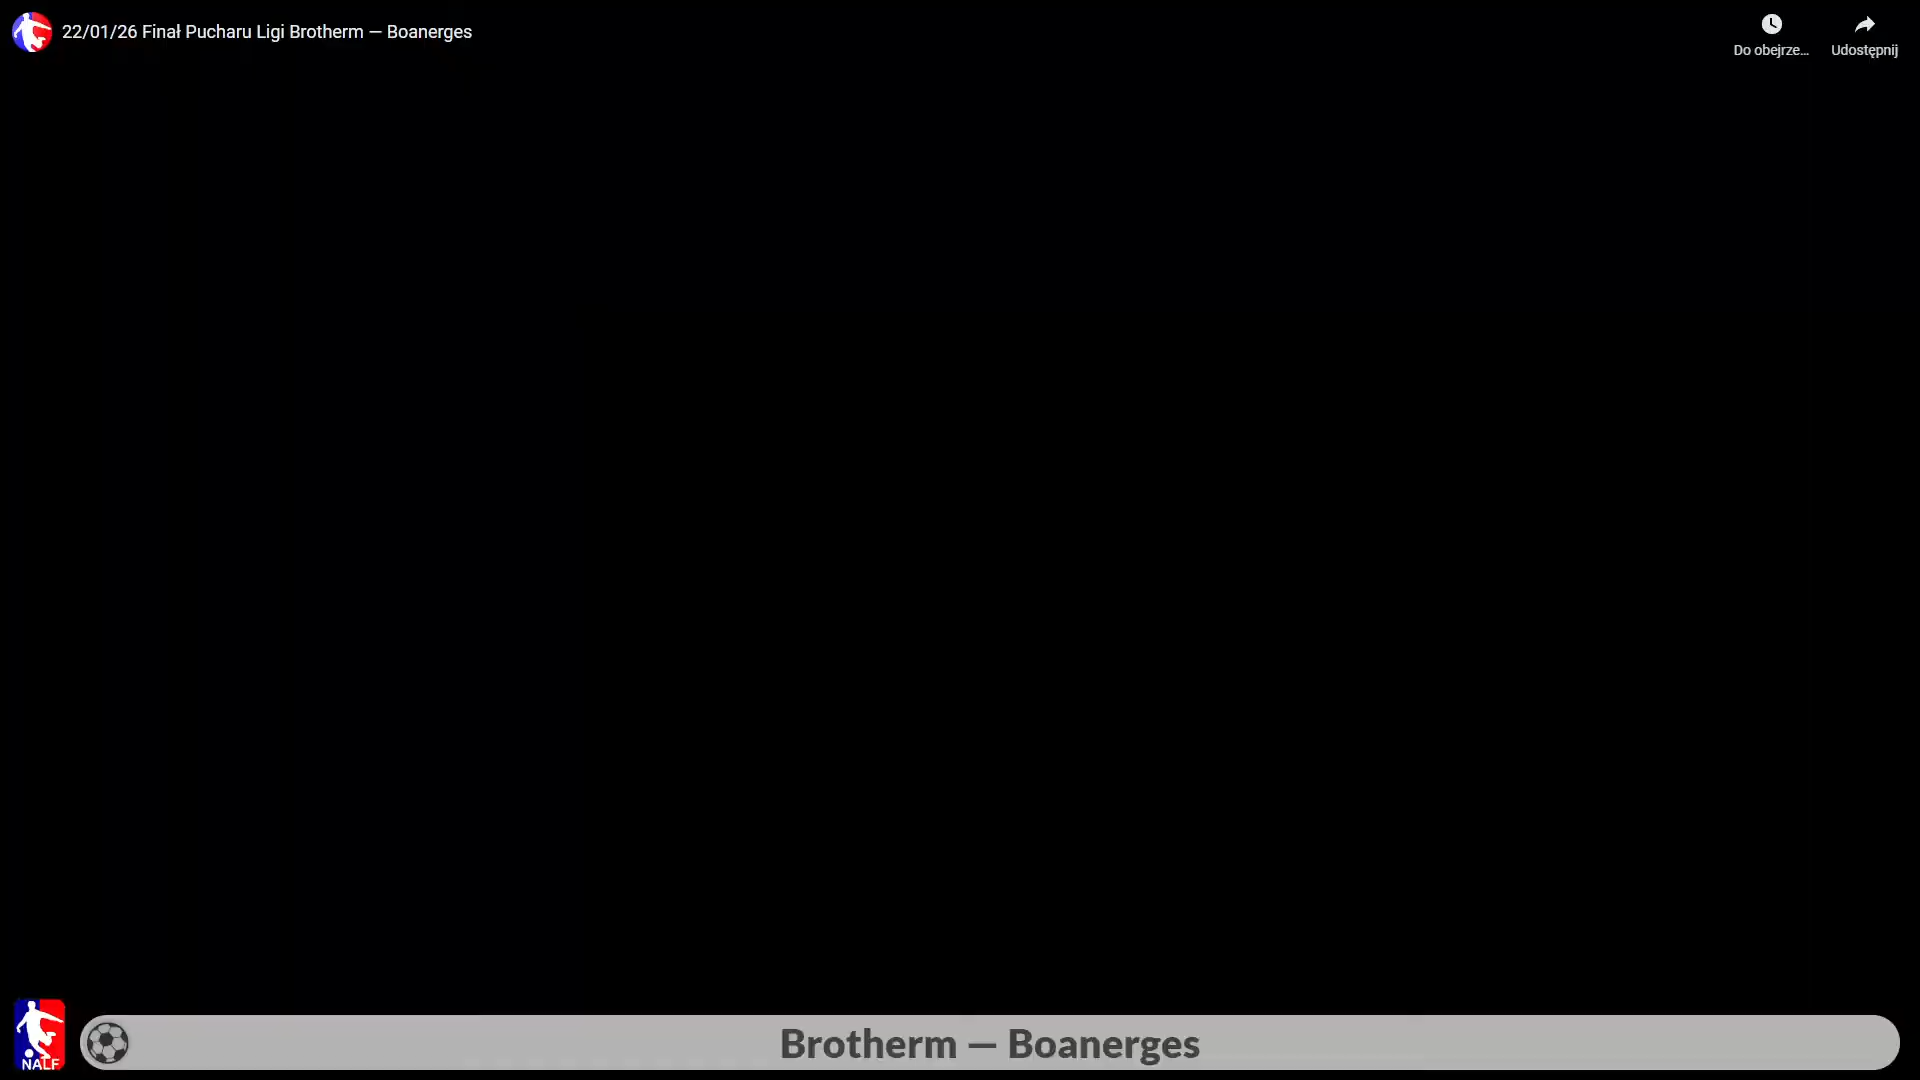 22/01/26 Finał Pucharu Ligi Brotherm — Boanerges
Do obejrze...
Udostępnij
NALF
Brotherm — Boanerges